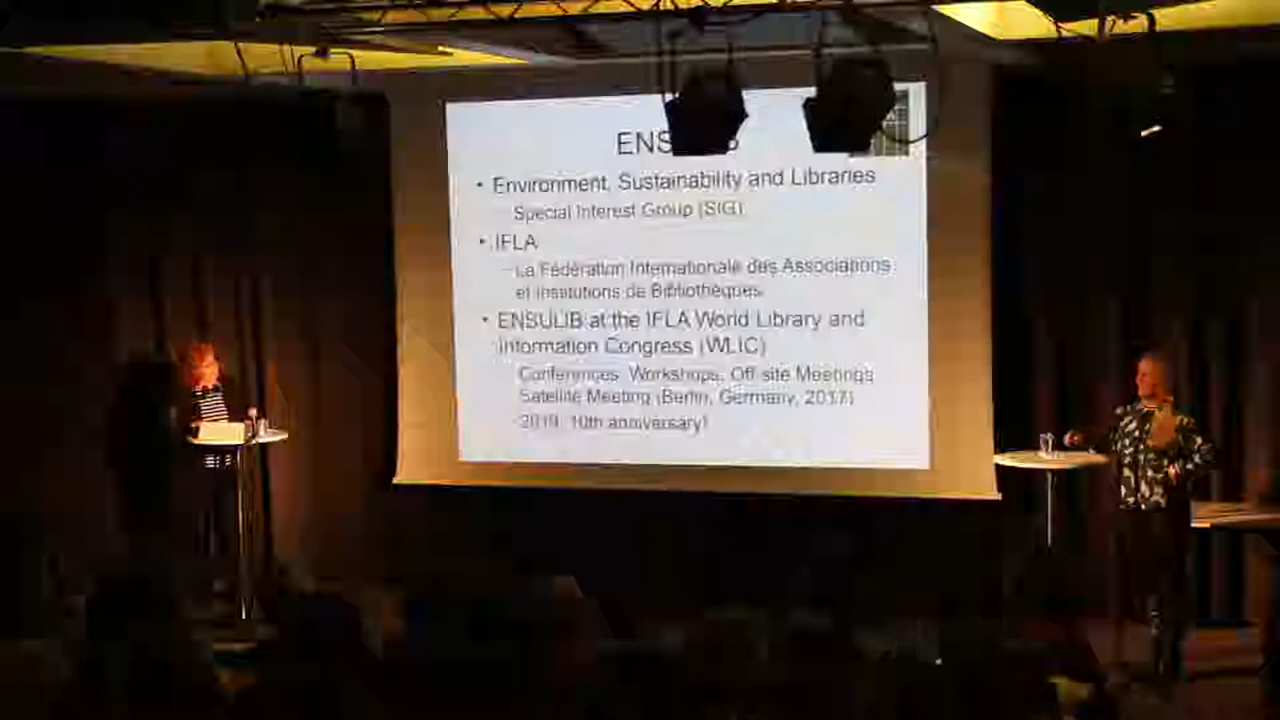 ENS
• Environment, Sustainability and Libraries
– Special Interest Group (SIG)
• IFLA
– La Fédération Internationale des Associations
et Institutions de Bibliothèques
• ENSULIB at the IFLA World Library and
Information Congress (WLIC)
Conferences, Workshops, Off-site Meetings
Satellite Meeting (Berlin, Germany, 2017)
2019: 10th anniversary!